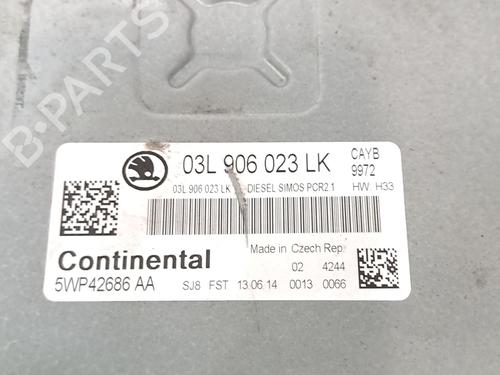 B-Parts
03L 906 023 LK
CAYB
9972
03L 906 023 LK DIESEL SIMOS PCR2.1 HW: H33
Continental
5WP42686 AA
Made in Czech Rep.
02 4244
SJ8 FST 13.06.14 0013 0066